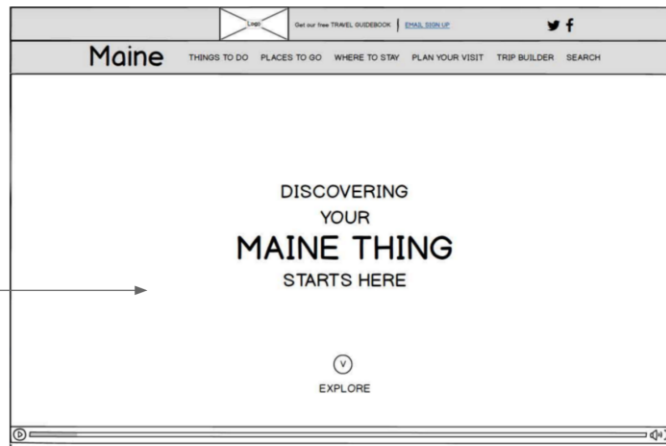 Logo Get our free TRAVEL GUIDEBOOK | EMAIL SIGN UP
Maine THINGS TO DO PLACES TO GO WHERE TO STAY PLAN YOUR VISIT TRIP BUILDER SEARCH
DISCOVERING
YOUR
MAINE THING
STARTS HERE
V
EXPLORE